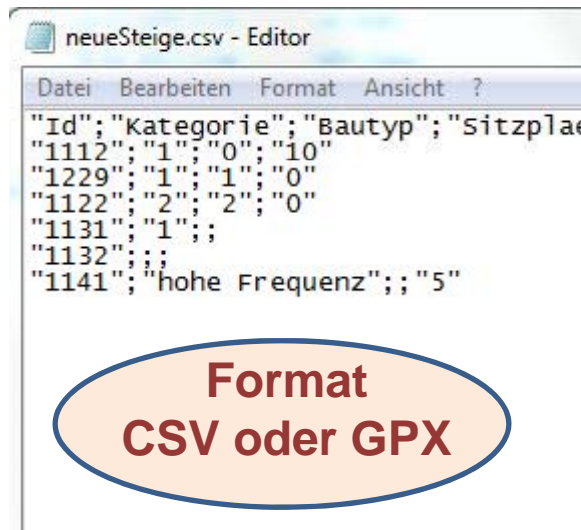 neueSteige.csv - Editor
Datei Bearbeiten Format Ansicht ?
"Id";"Kategorie";"Bautyp";"Sitzplae
"1112";"1";"0";"10"
"1229";"1";"1";"0"
"1122";"2";"2";"0"
"1131";"1";;
"1132";;;
"1141";"hohe Frequenz";;"5"
Format
CSV oder GPX